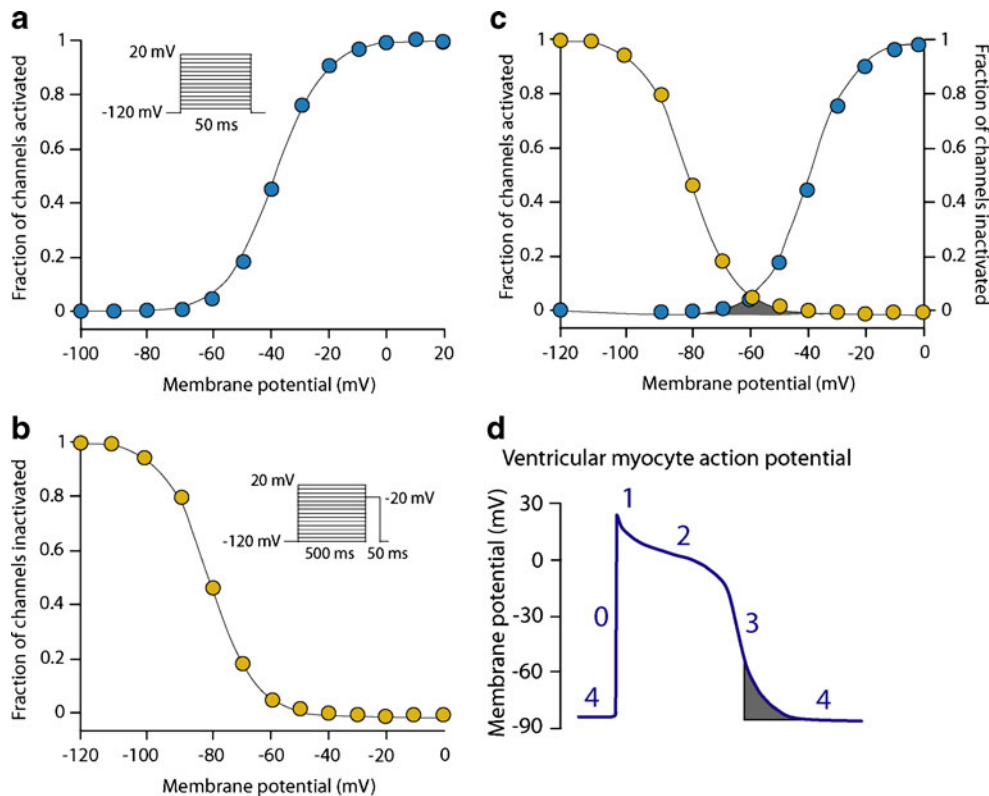 a
Fraction of channels activated
1
0.8
0.6
0.4
0.2
0
20 mV
-120 mV
50 ms
-100
-80
-60
-40
-20
0
20
Membrane potential (mV)
c
Fraction of channels activated
1
0.8
0.6
0.4
0.2
0
1
0.8
0.6
0.4
0.2
0
Fraction of channels inactivated
-120
-100
-80
-60
-40
-20
0
Membrane potential (mV)
b
Fraction of channels inactivated
1
0.8
0.6
0.4
0.2
0
20 mV
-20 mV
-120 mV
500 ms
50 ms
-120
-100
-80
-60
-40
-20
0
Membrane potential (mV)
d
Ventricular myocyte action potential
Membrane potential (mV)
30
0
-30
-60
-90
1
2
0
3
4
4